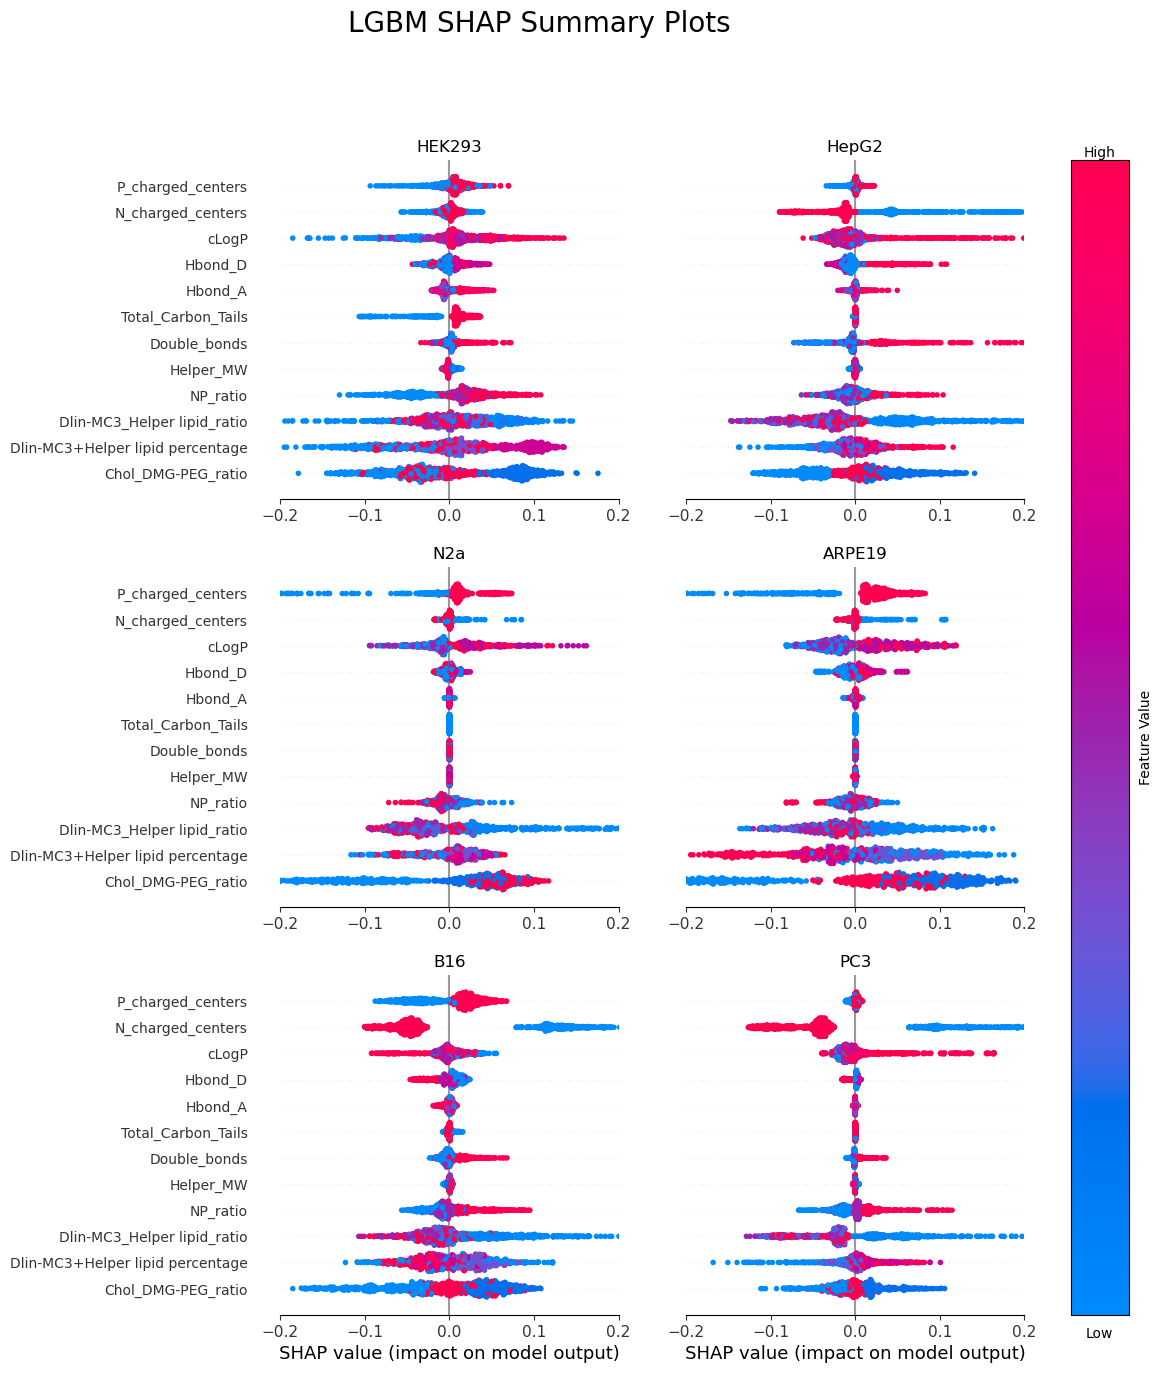 LGBM SHAP Summary Plots
HEK293
HepG2
High
P_charged_centers
N_charged_centers
cLogP
Hbond_D
Hbond_A
Total_Carbon_Tails
Double_bonds
Helper_MW
NP_ratio
Dlin-MC3_Helper lipid_ratio
Dlin-MC3+Helper lipid percentage
Chol_DMG-PEG_ratio
−0.2 −0.1 0.0 0.1 0.2
−0.2 −0.1 0.0 0.1 0.2
N2a
ARPE19
P_charged_centers
N_charged_centers
cLogP
Hbond_D
Hbond_A
Total_Carbon_Tails
Double_bonds
Helper_MW
NP_ratio
Dlin-MC3_Helper lipid_ratio
Dlin-MC3+Helper lipid percentage
Chol_DMG-PEG_ratio
−0.2 −0.1 0.0 0.1 0.2
−0.2 −0.1 0.0 0.1 0.2
Feature Value
B16
PC3
P_charged_centers
N_charged_centers
cLogP
Hbond_D
Hbond_A
Total_Carbon_Tails
Double_bonds
Helper_MW
NP_ratio
Dlin-MC3_Helper lipid_ratio
Dlin-MC3+Helper lipid percentage
Chol_DMG-PEG_ratio
−0.2 −0.1 0.0 0.1 0.2
−0.2 −0.1 0.0 0.1 0.2
Low
SHAP value (impact on model output)
SHAP value (impact on model output)